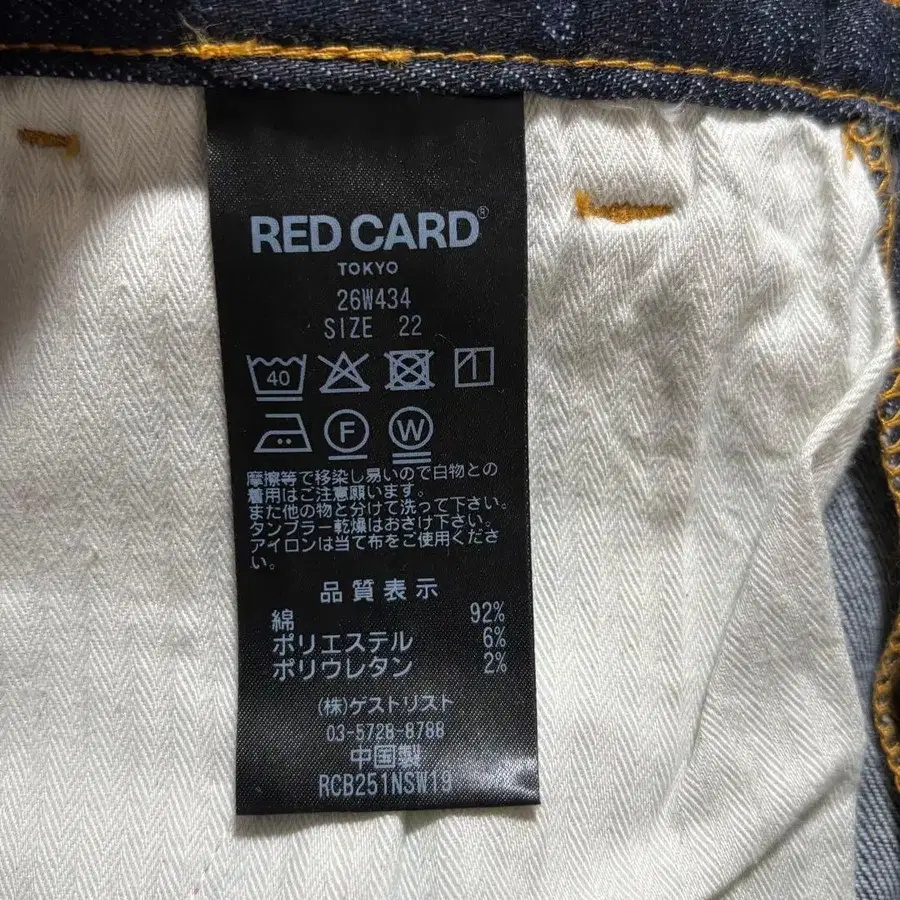 RED CARD®
TOKYO
26W434
SIZE 22
40
F W
摩擦等で移染し易いので白物との
着用はご注意願います。
また他の物と分けて洗って下さい。
タンブラー乾燥はおさけ下さい。
アイロンは当て布をご使用くださ
い。
品質表示
綿 92%
ポリエステル 6%
ポリウレタン 2%
(株)ゲストリスト
03-5728-8788
中国製
RCB251NSW19